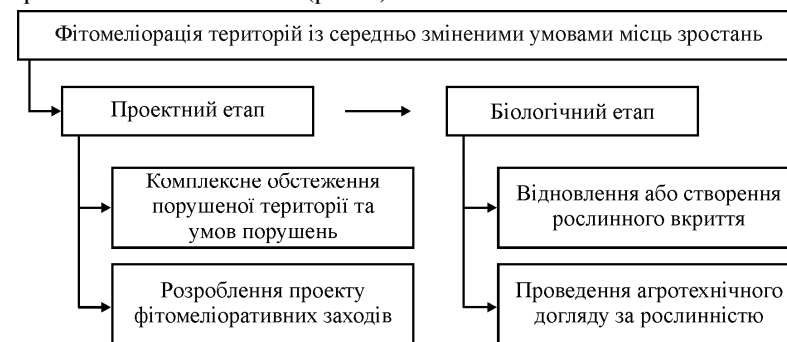 Фітомеліорація територій із середньо зміненими умовами місць зростань
Проектний етап
Біологічний етап
Комплексне обстеження
порушеної території та
умов порушень
Відновлення або створення
рослинного вкриття
Розроблення проекту
фітомеліоративних заходів
Проведення агротехнічного
догляду за рослинністю